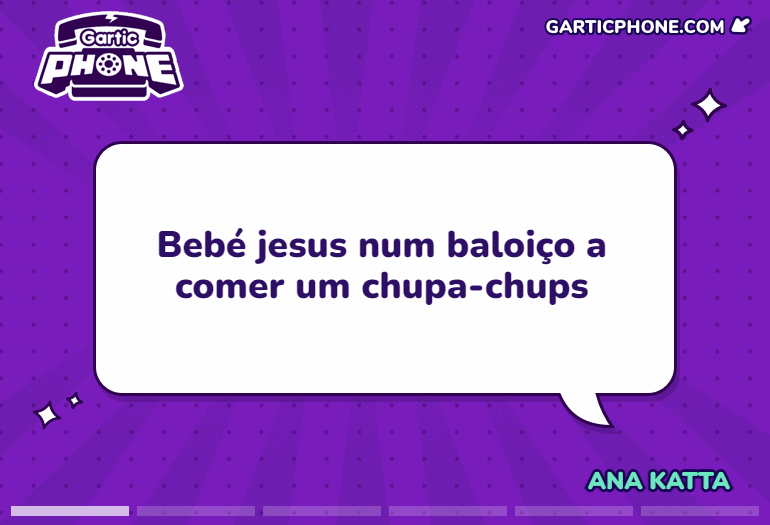 Gartic
PHONE
GARTICPHONE.COM
Bebé jesus num baloiço a
comer um chupa-chups
ANA KATTA